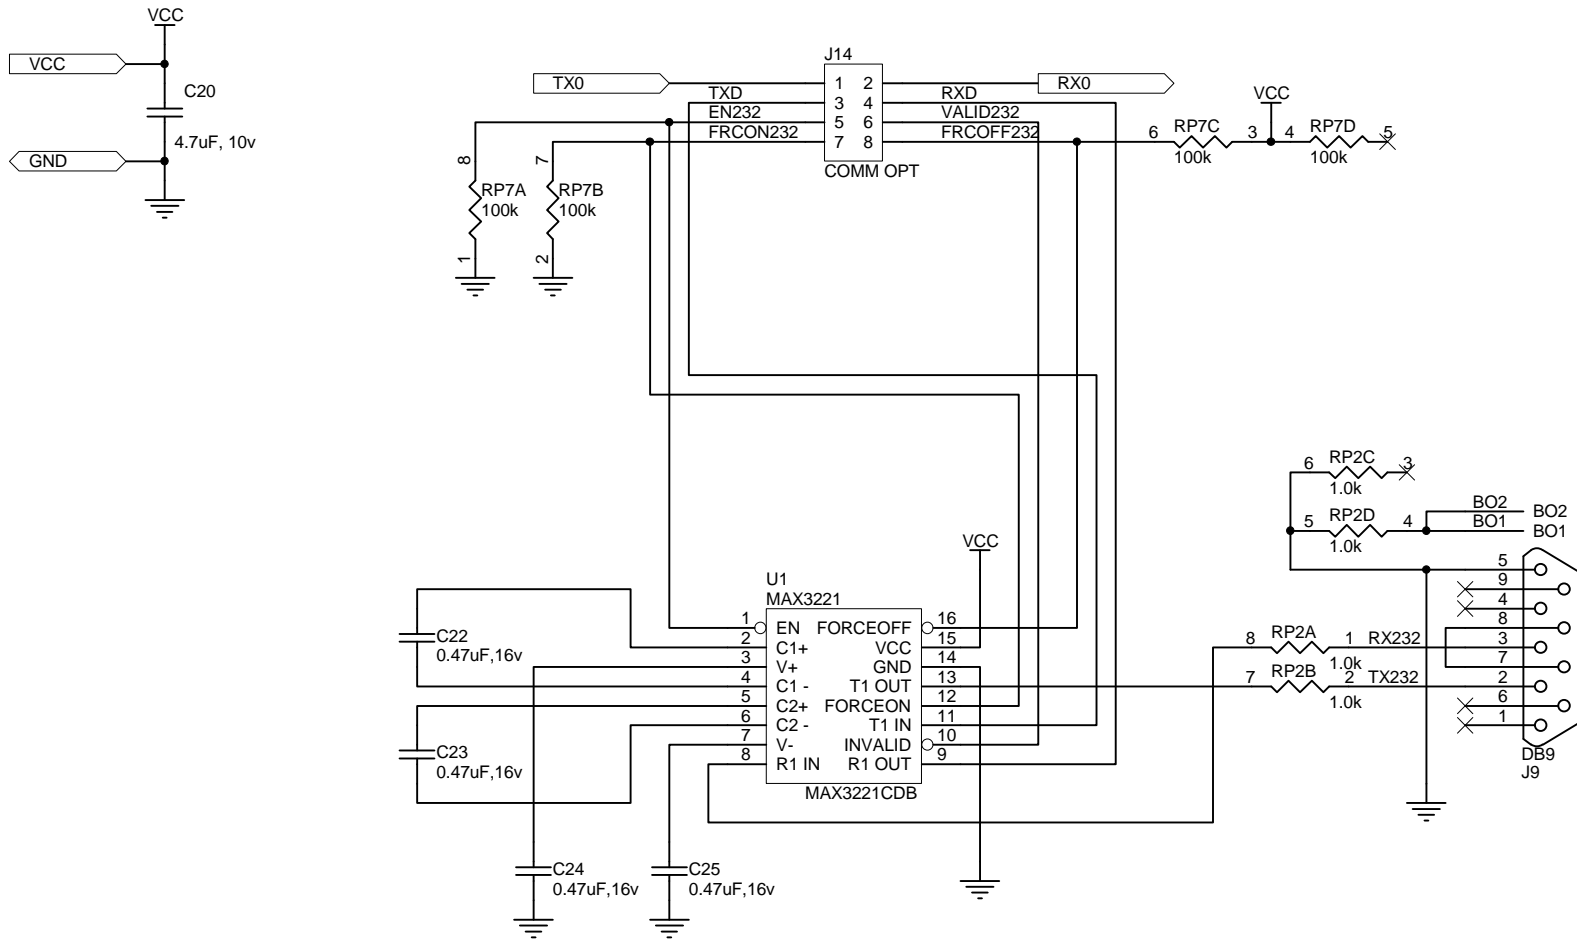 VCC
VCC
C20
4.7uF, 10v
GND
J14
TX0
1 2
RX0
TXD
3 4
RXD
EN232
5 6
VALID232
FRCON232
7 8
FRCOFF232
COMM OPT
VCC
6 RP7C 3 4 RP7D 5
100k 100k
8 7
RP7A RP7B
100k 100k
1 2
6 RP2C 3
1.0k
BO2 BO2
5 RP2D 4 BO1 BO1
1.0k
VCC
U1
MAX3221
1 EN FORCEOFF 16
2 C1+ VCC 15
3 V+ GND 14
4 C1 - T1 OUT 13
5 C2+ FORCEON 12
6 C2 - T1 IN 11
7 V- INVALID 10
8 R1 IN R1 OUT 9
MAX3221CDB
C22
0.47uF,16v
C23
0.47uF,16v
C24
0.47uF,16v
C25
0.47uF,16v
8 RP2A 1 RX232
1.0k
7 RP2B 2 TX232
1.0k
5
9
4
8
3
7
2
6
1
DB9
J9